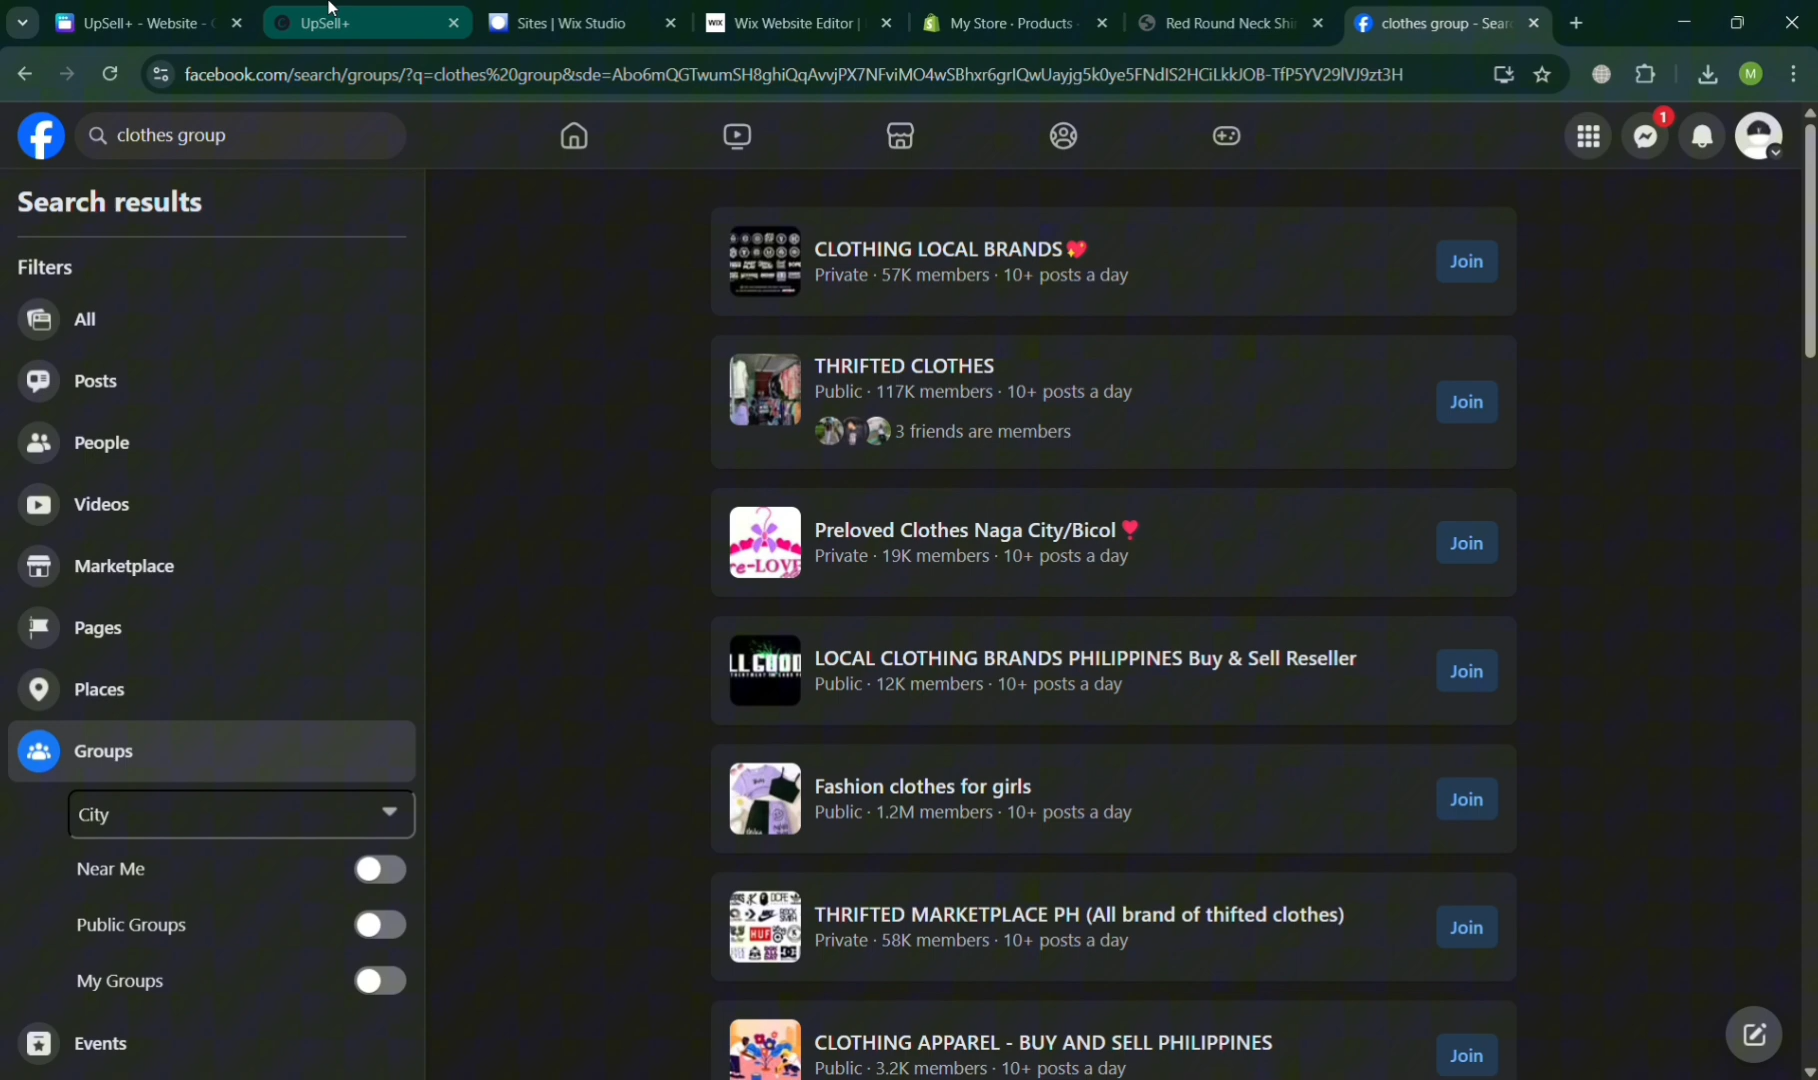 UpSell+ - Website -
UpSell+
Sites | Wix Studio
Wix Website Editor |
My Store · Products ·
Red Round Neck Shi
clothes group - Sear
facebook.com/search/groups/?q=clothes%20group&sde=Abo6mQGTwumSH8ghiQqAvvjPX7NFviMO4wSBhxr6grIQwUayjg5k0ye5FNdIS2HCiLkkJOB-TfP5YV29lVJ9zt3H
M
clothes group
1
Search results
Filters
All
Posts
People
Videos
Marketplace
Pages
Places
Groups
City
Near Me
Public Groups
My Groups
Events
CLOTHING LOCAL BRANDS💖
Private · 57K members · 10+ posts a day
Join
THRIFTED CLOTHES
Public · 117K members · 10+ posts a day
3 friends are members
Join
Preloved Clothes Naga City/Bicol❣
Private · 19K members · 10+ posts a day
Join
re-LOVE
LOCAL CLOTHING BRANDS PHILIPPINES Buy & Sell Reseller
Public · 12K members · 10+ posts a day
Join
Fashion clothes for girls
Public · 1.2M members · 10+ posts a day
Join
THRIFTED MARKETPLACE PH (All brand of thifted clothes)
Private · 58K members · 10+ posts a day
Join
HUF
CLOTHING APPAREL - BUY AND SELL PHILIPPINES
Public · 3.2K members · 10+ posts a day
Join